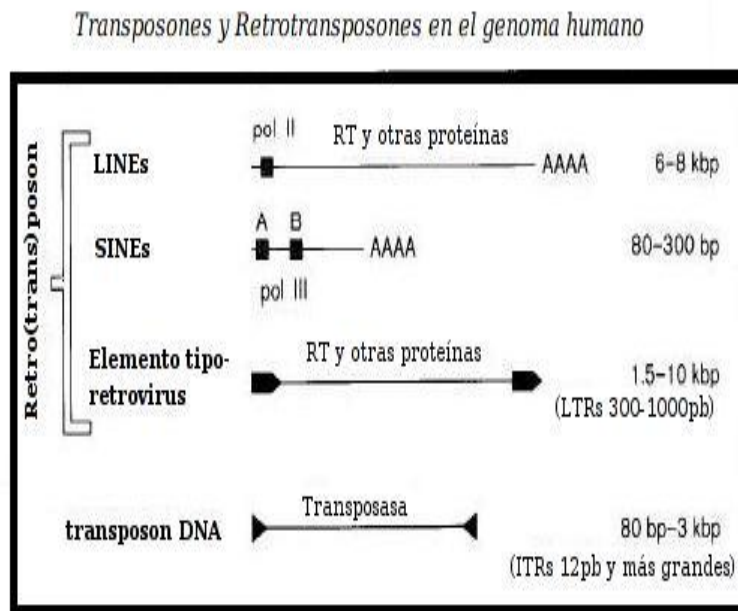 Transposones y Retrotransposones en el genoma humano
Retro(trans)poson
pol II
RT y otras proteínas
LINEs
AAAA
6-8 kbp
A B
SINEs
AAAA
80-300 bp
pol III
RT y otras proteínas
Elemento tipo-
retrovirus
1.5-10 kbp
(LTRs 300-1000pb)
Transposasa
transposon DNA
80 bp-3 kbp
(ITRs 12pb y más grandes)